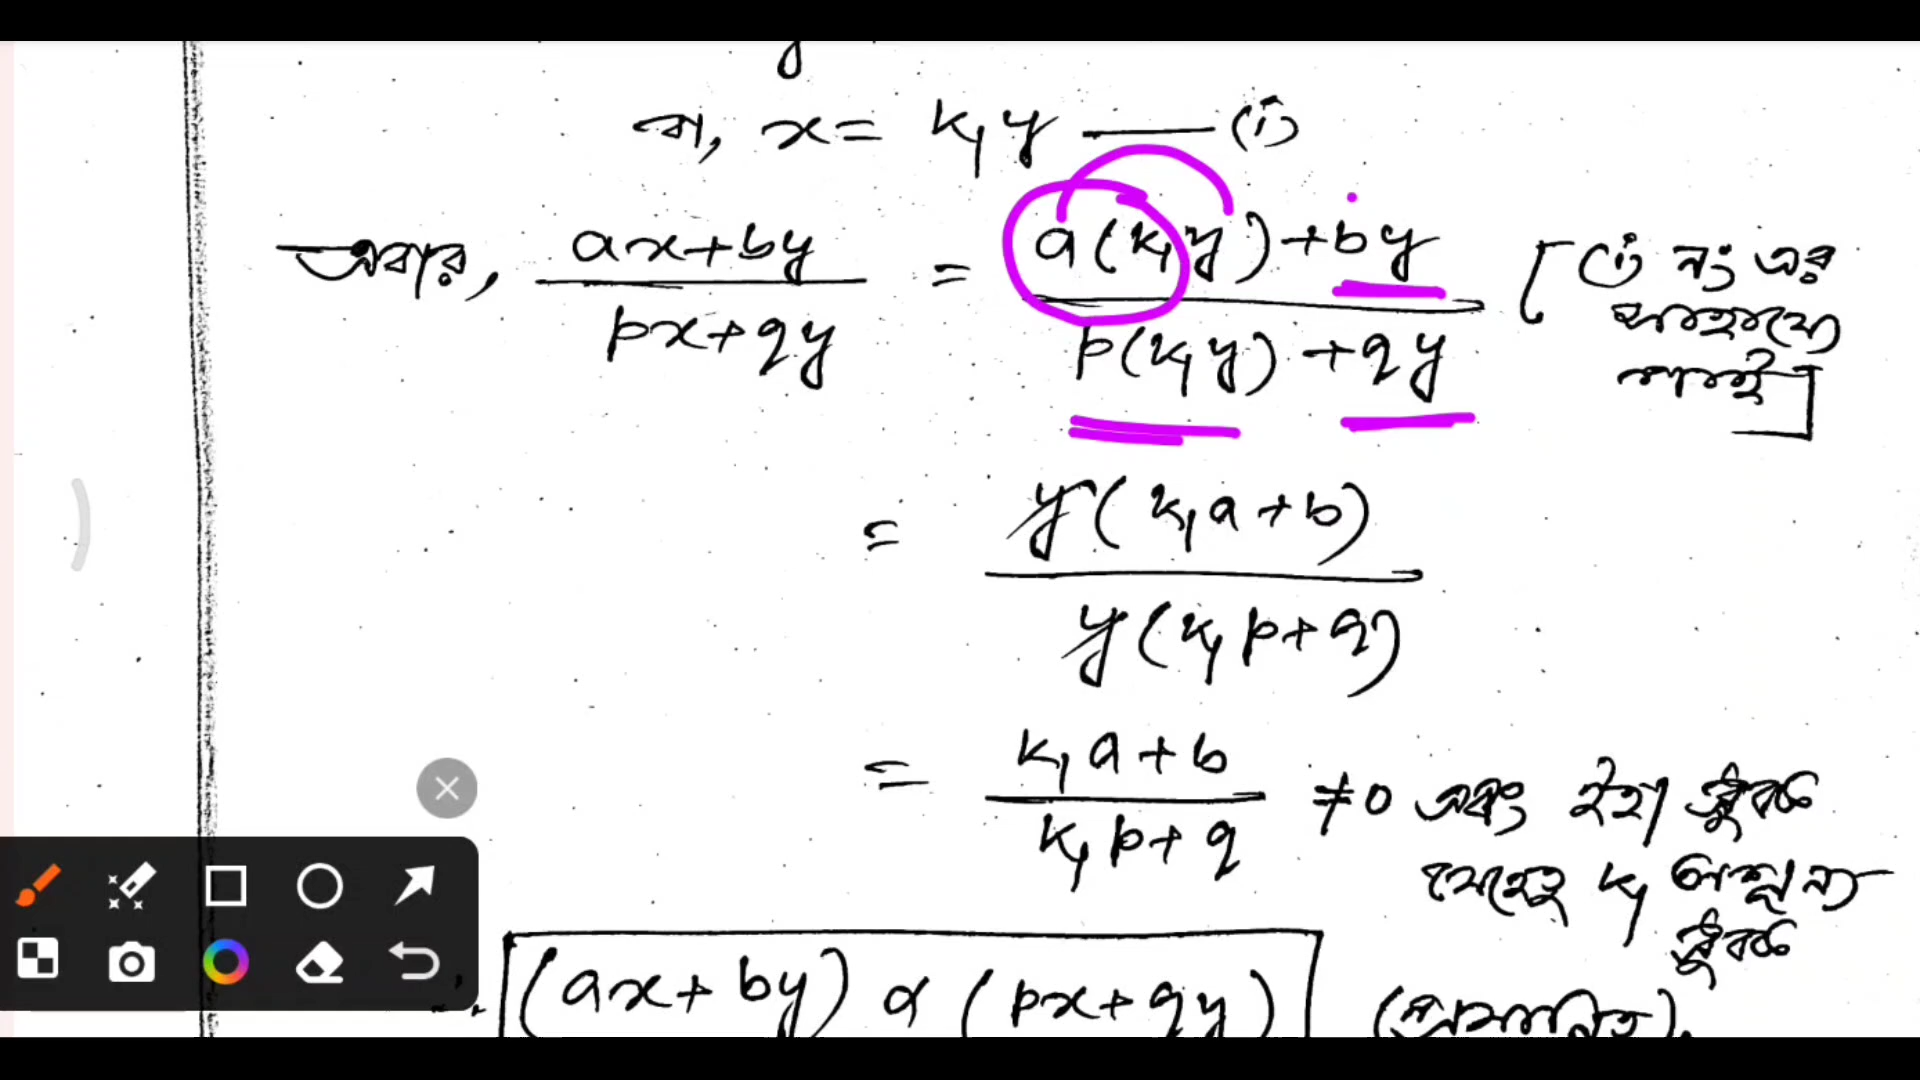 y
বা, x = k₁y —— (i)
এবার, (ax+by)/(px+qy) = (a(k₁y)+by)/(p(k₁y)+qy) [(i) নং এর
সাহায্যে
পাই]
= y(k₁a+b)/y(k₁p+q)
= (k₁a+b)/(k₁p+q) ≠0 এবং ইহা ধ্রুবক
যেহেতু k₁ অশূন্য
ধ্রুবক
∴ (ax+by) α (px+qy) (প্রমানিত).